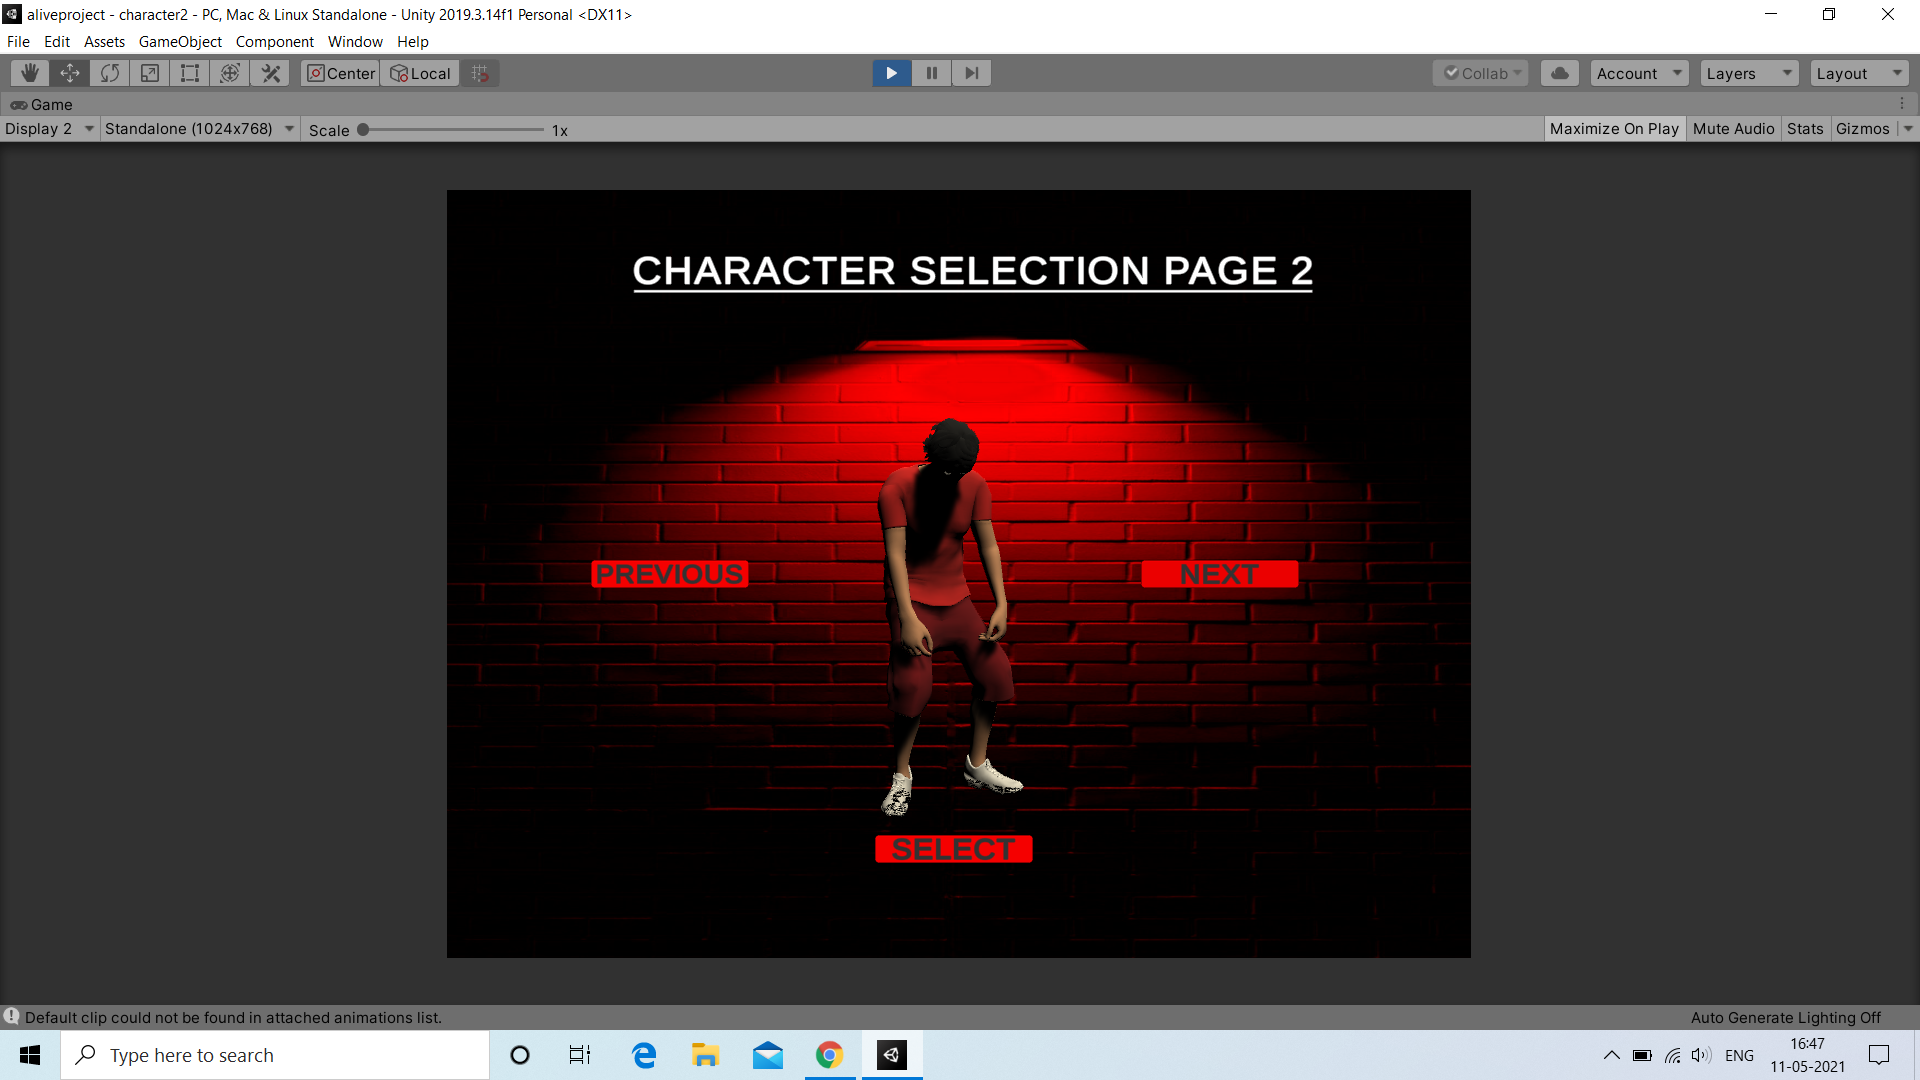 aliveproject - character2 - PC, Mac & Linux Standalone - Unity 2019.3.14f1 Personal <DX11>
File Edit Assets GameObject Component Window Help
Center Local Collab Account Layers Layout
Game
Display 2 Standalone (1024x768) Scale 1x Maximize On Play Mute Audio Stats Gizmos
CHARACTER SELECTION PAGE 2
PREVIOUS NEXT
SELECT
Default clip could not be found in attached animations list. Auto Generate Lighting Off
Type here to search ENG 16:47
11-05-2021